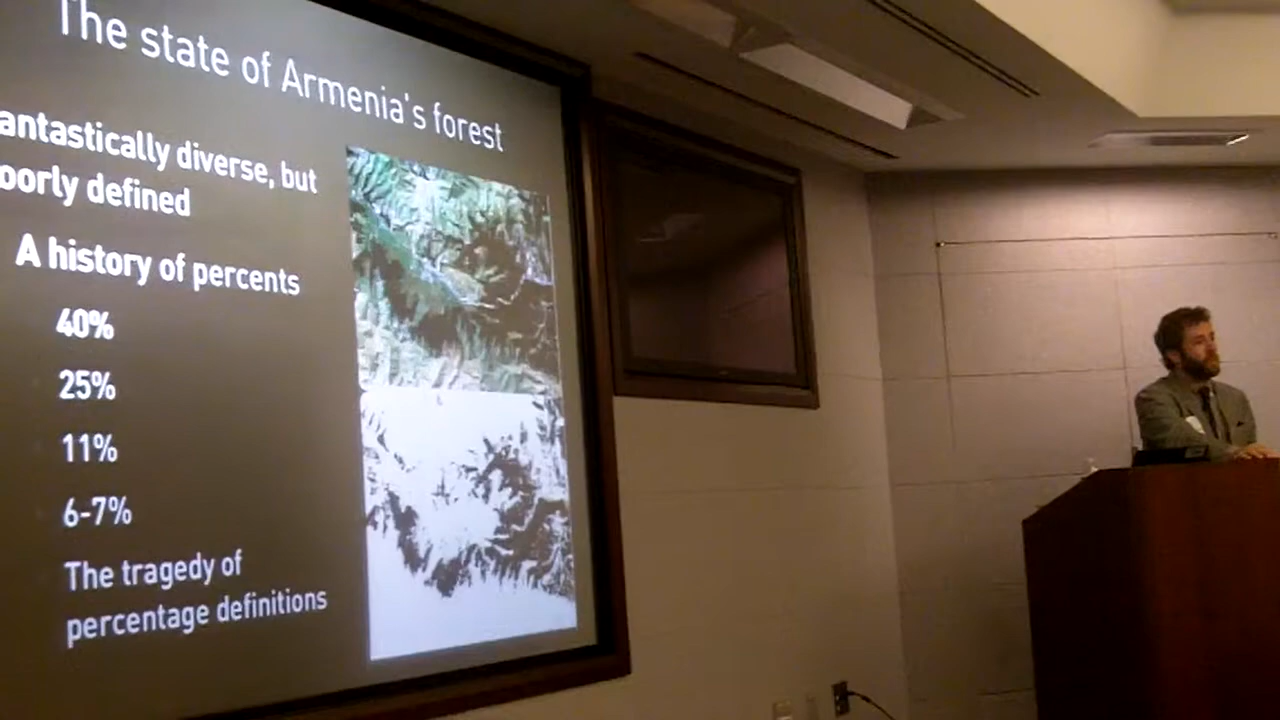 The state of Armenia's forest
antastically diverse, but
oorly defined
A history of percents
40%
25%
11%
6-7%
The tragedy of
percentage definitions